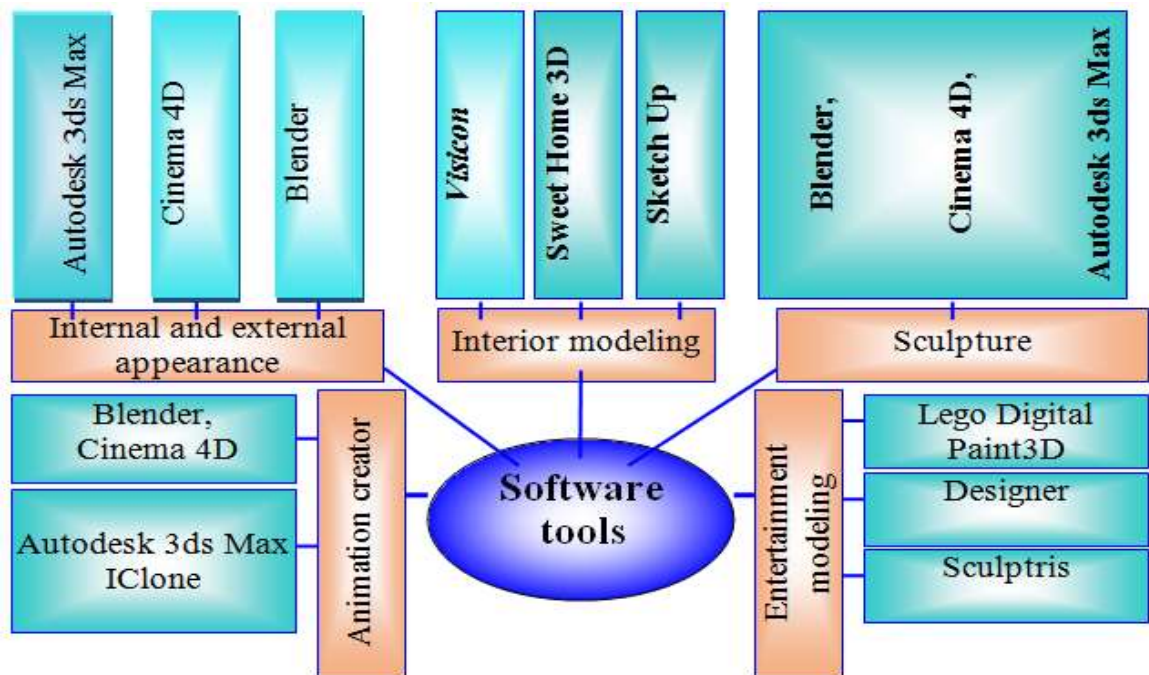 Autodesk 3ds Max
Cinema 4D
Blender
Visicon
Sweet Home 3D
Sketch Up
Blender,
Cinema 4D,
Autodesk 3ds Max
Internal and external
appearance
Interior modeling
Sculpture
Blender,
Cinema 4D
Autodesk 3ds Max
IClone
Animation creator
Software
tools
Entertainment
modeling
Lego Digital
Paint3D
Designer
Sculptris